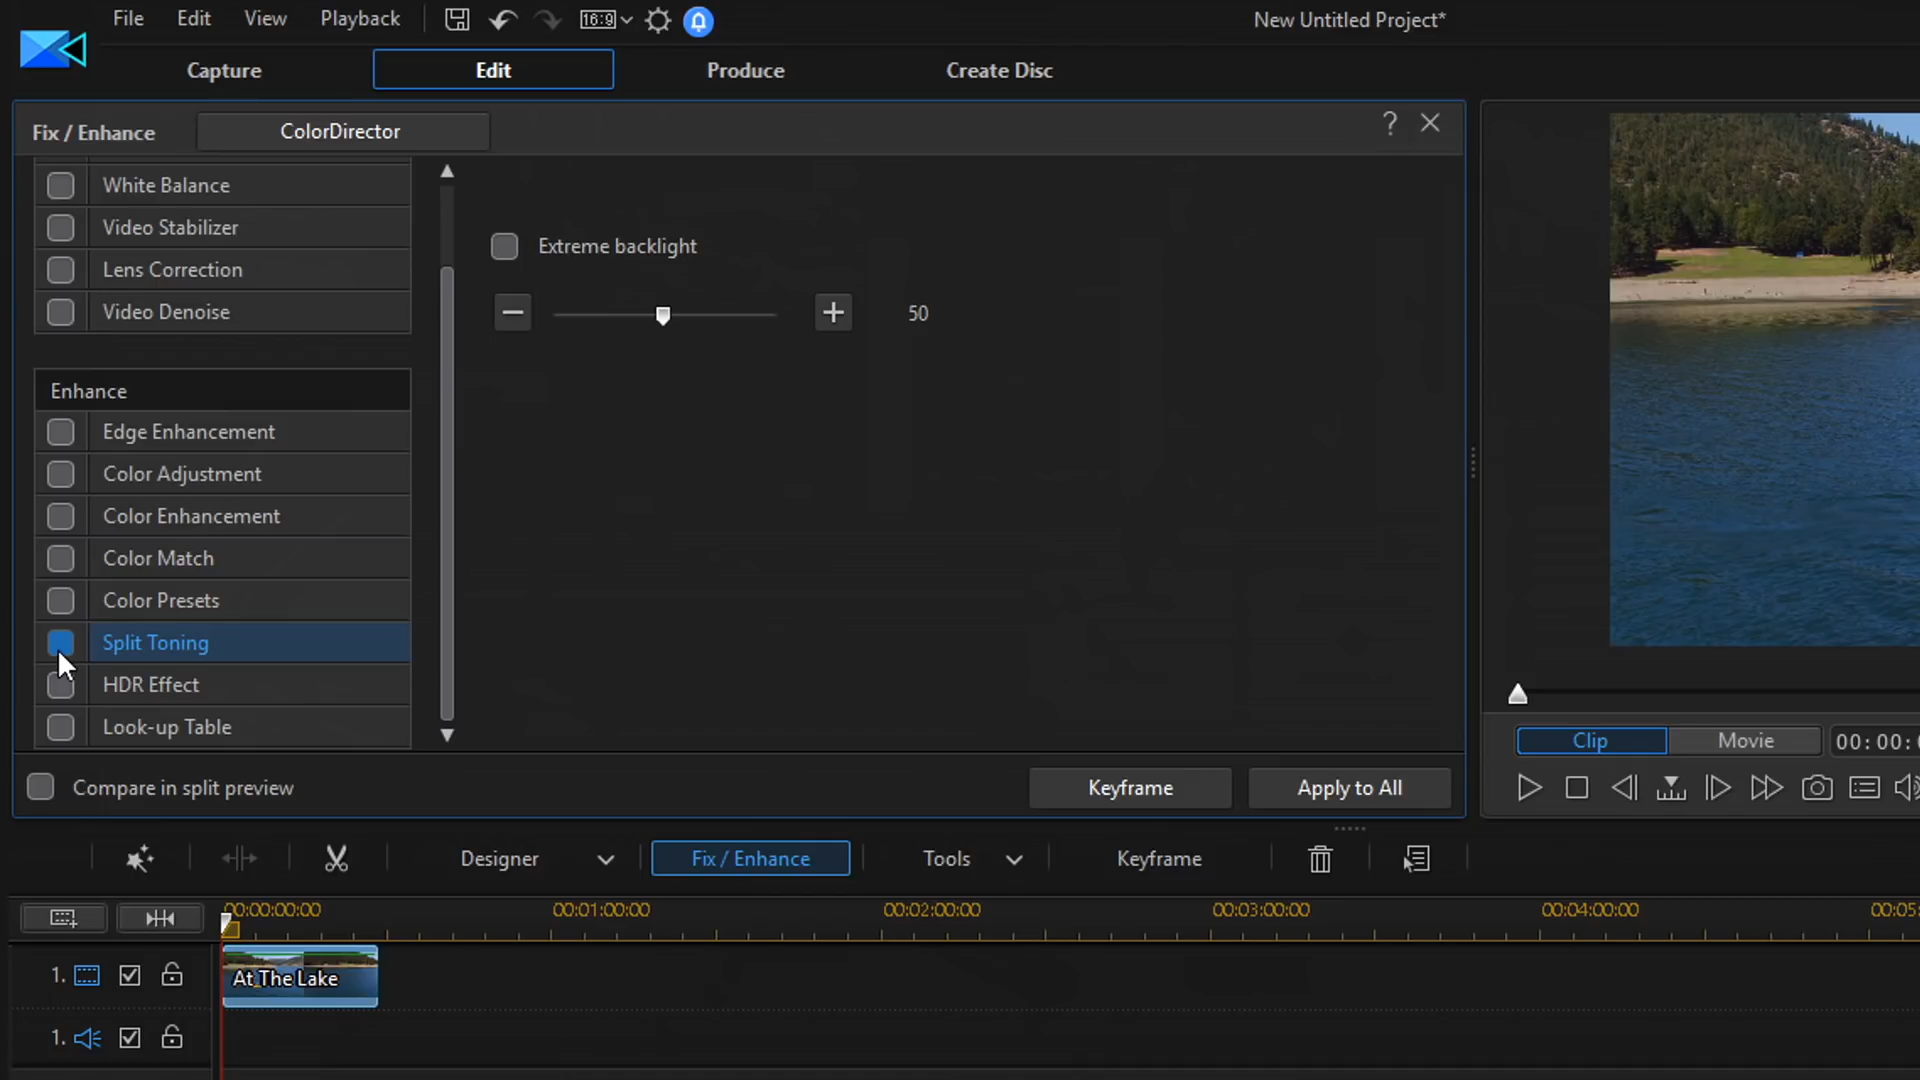 File Edit View Playback 16:9 New Untitled Project*
Capture Edit Produce Create Disc
Fix / Enhance ColorDirector ?
White Balance
Video Stabilizer
Extreme backlight
Lens Correction
Video Denoise
50
Enhance
Edge Enhancement
Color Adjustment
Color Enhancement
Color Match
Color Presets
Split Toning
HDR Effect
Look-up Table
Clip Movie 00:00:
Compare in split preview Keyframe Apply to All
Designer Fix / Enhance Tools Keyframe
00:00:00:00 00:01:00:00 00:02:00:00 00:03:00:00 00:04:00:00 00:05:
1. At_The Lake
1.